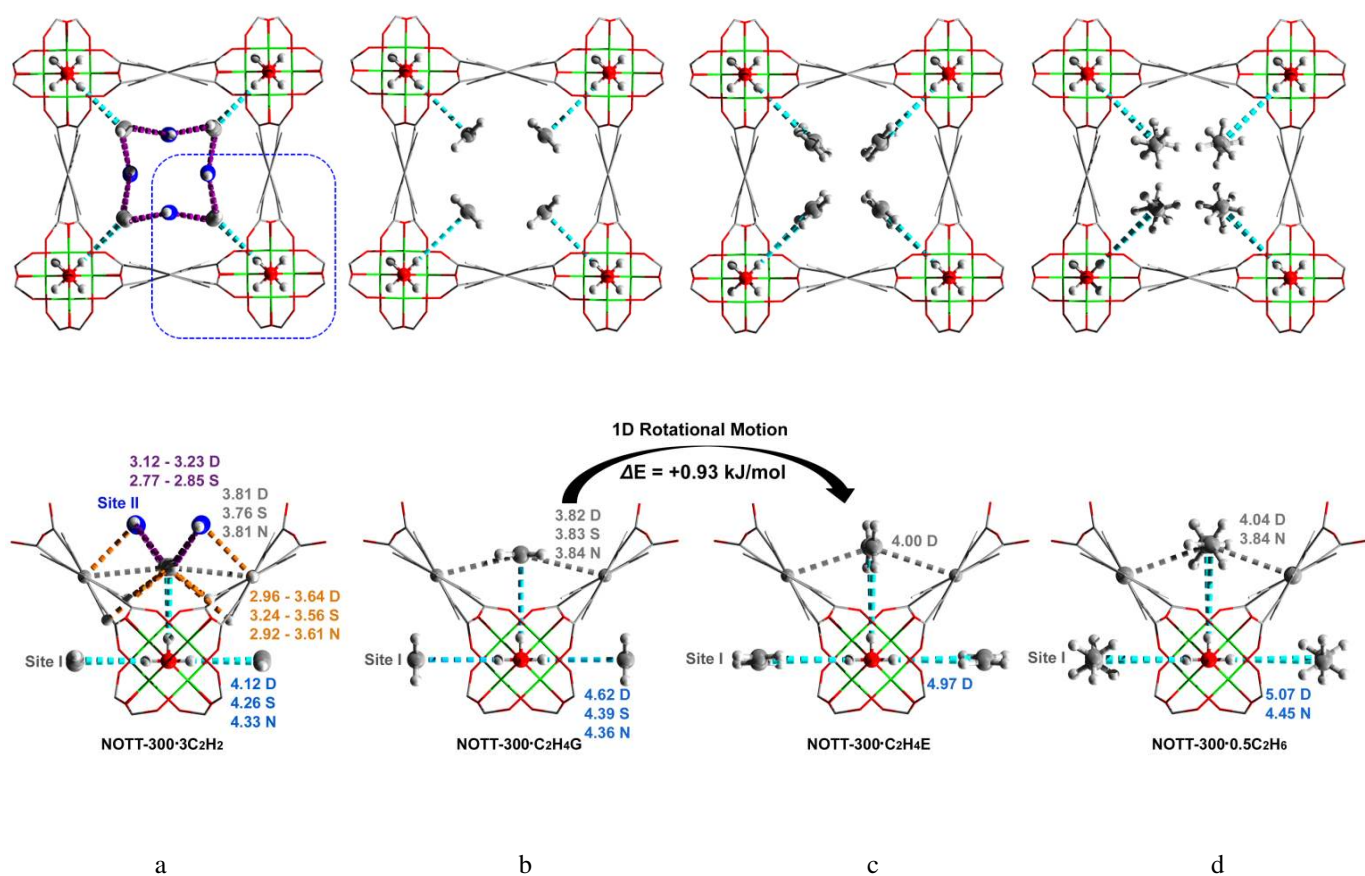 1D Rotational Motion
ΔE = +0.93 kJ/mol
3.12 - 3.23 D
2.77 - 2.85 S
Site II
3.81 D
3.76 S
3.81 N
2.96 - 3.64 D
3.24 - 3.56 S
2.92 - 3.61 N
Site I
4.12 D
4.26 S
4.33 N
NOTT-300·3C2H2
3.82 D
3.83 S
3.84 N
Site I
4.62 D
4.39 S
4.36 N
NOTT-300·C2H4G
4.00 D
Site I
4.97 D
NOTT-300·C2H4E
4.04 D
3.84 N
Site I
5.07 D
4.45 N
NOTT-300·0.5C2H6
a b c d